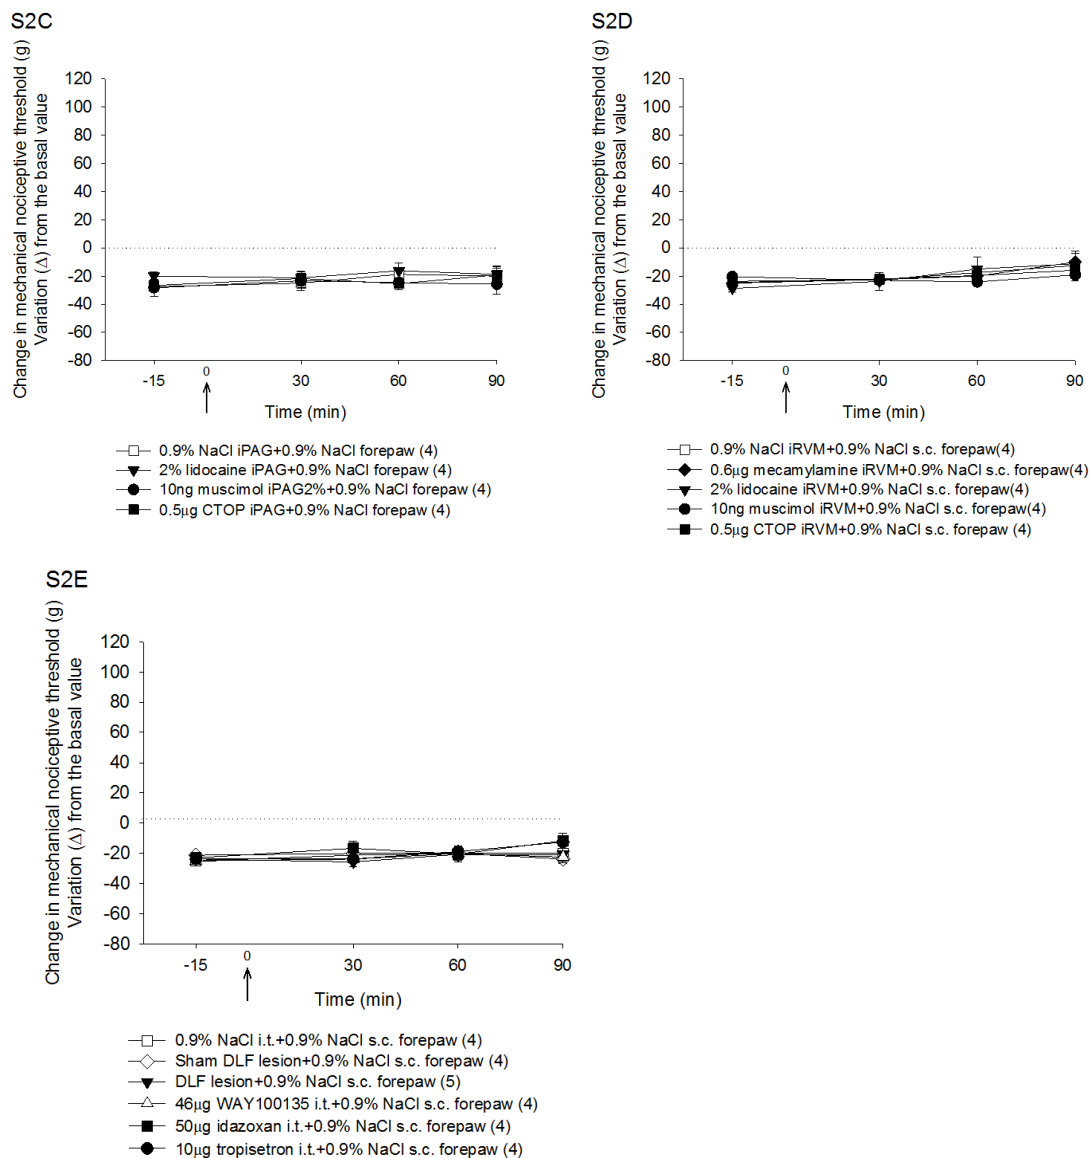 S2C
Change in mechanical nociceptive threshold (g)
Variation (Δ) from the basal value
120
100
80
60
40
20
0
-20
-40
-60
-80
-15
0
30
60
90
Time (min)
0.9% NaCl iPAG+0.9% NaCl forepaw (4)
2% lidocaine iPAG+0.9% NaCl forepaw (4)
10ng muscimol iPAG2%+0.9% NaCl forepaw (4)
0.5μg CTOP iPAG+0.9% NaCl forepaw (4)
S2D
Change in mechanical nociceptive threshold (g)
Variation (Δ) from the basal value
120
100
80
60
40
20
0
-20
-40
-60
-80
-15
0
30
60
90
Time (min)
0.9% NaCl iRVM+0.9% NaCl s.c. forepaw(4)
0.6μg mecamylamine iRVM+0.9% NaCl s.c. forepaw(4)
2% lidocaine iRVM+0.9% NaCl s.c. forepaw(4)
10ng muscimol iRVM+0.9% NaCl s.c. forepaw(4)
0.5μg CTOP iRVM+0.9% NaCl s.c. forepaw (4)
S2E
Change in mechanical nociceptive threshold (g)
Variation (Δ) from the basal value
120
100
80
60
40
20
0
-20
-40
-60
-80
-15
0
30
60
90
Time (min)
0.9% NaCl i.t.+0.9% NaCl s.c. forepaw (4)
Sham DLF lesion+0.9% NaCl s.c. forepaw (4)
DLF lesion+0.9% NaCl s.c. forepaw (5)
46μg WAY100135 i.t.+0.9% NaCl s.c. forepaw (4)
50μg idazoxan i.t.+0.9% NaCl s.c. forepaw (4)
10μg tropisetron i.t.+0.9% NaCl s.c. forepaw (4)